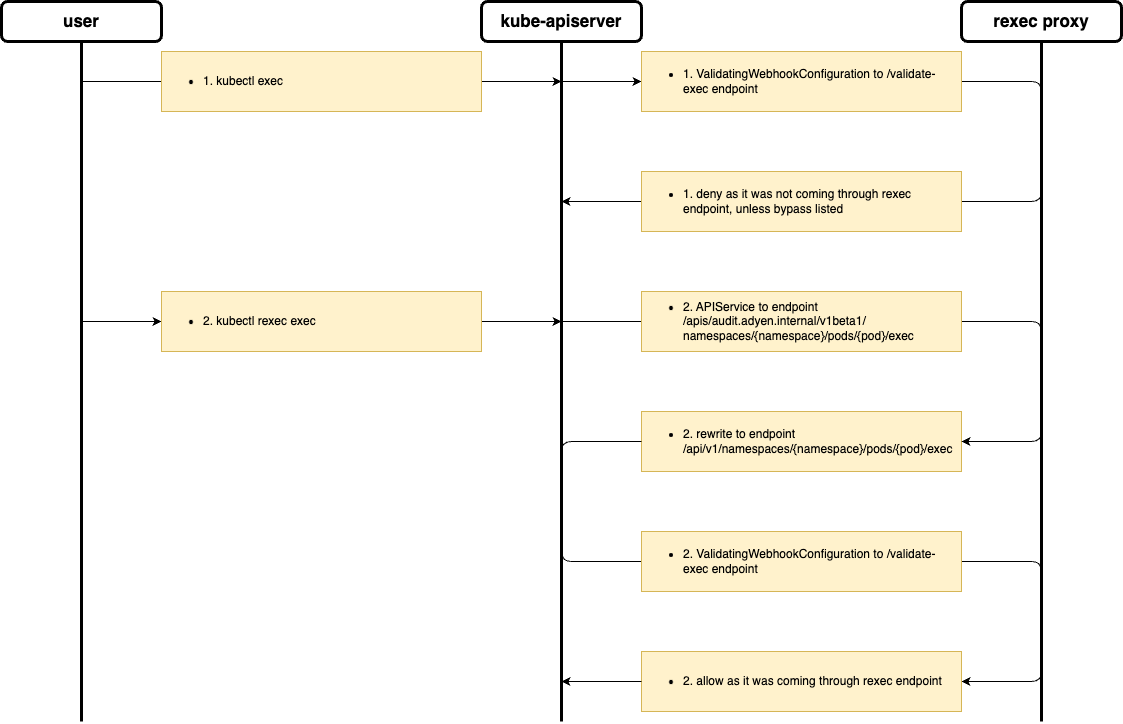 user
kube-apiserver
rexec proxy
• 1. kubectl exec
• 1. ValidatingWebhookConfiguration to /validate-
exec endpoint
• 1. deny as it was not coming through rexec
endpoint, unless bypass listed
• 2. kubectl rexec exec
• 2. APIService to endpoint
/apis/audit.adyen.internal/v1beta1/
namespaces/{namespace}/pods/{pod}/exec
• 2. rewrite to endpoint
/api/v1/namespaces/{namespace}/pods/{pod}/exec
• 2. ValidatingWebhookConfiguration to /validate-
exec endpoint
• 2. allow as it was coming through rexec endpoint